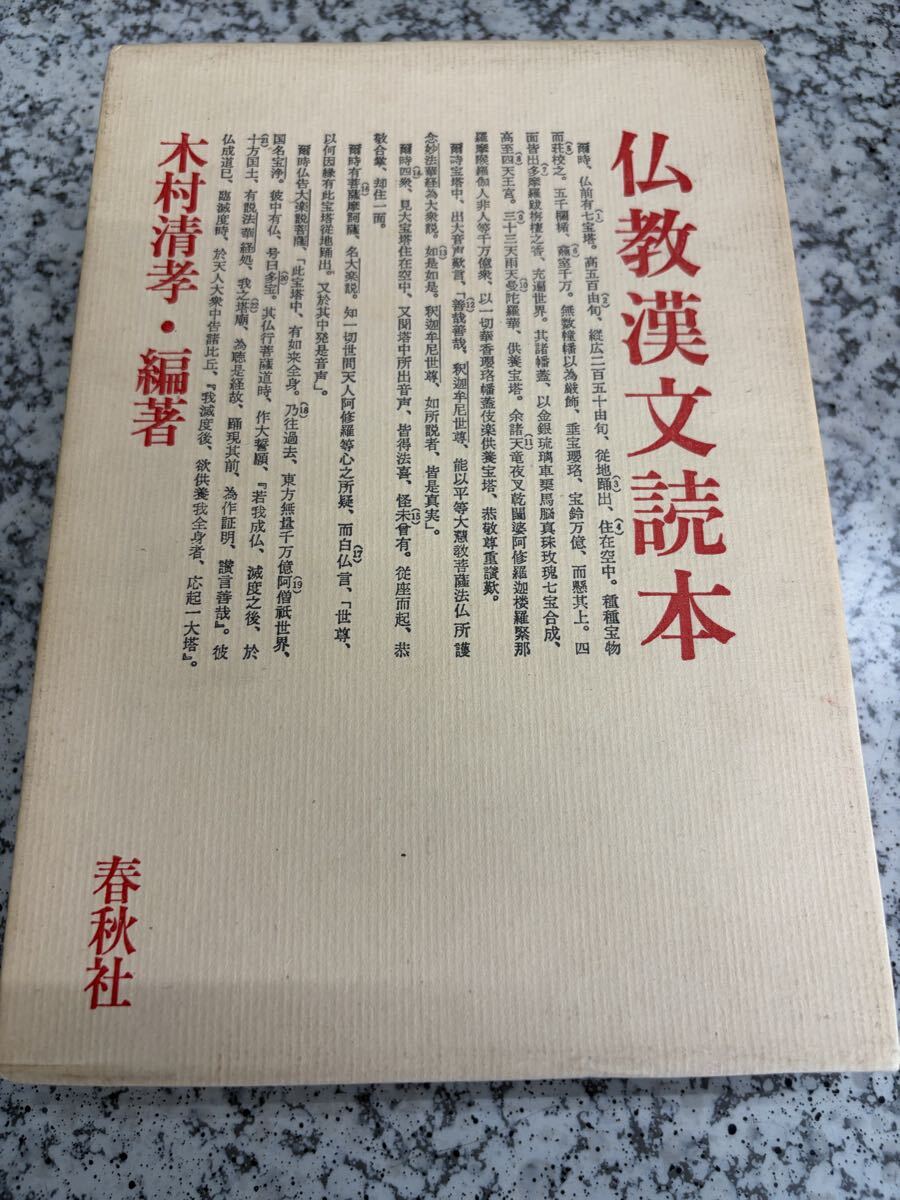 仏教漢文読本
爾時、仏前有七宝塔。(1)高五百由旬、(2)縦広二百五十由旬、従地踊出、(3)住在空中。(4)種種宝物
而荘校之。(5)五千欄楯、龕室千万。(6)無数幢幡以為厳飾、垂宝瓔珞、宝鈴万億、而懸其上。四
面皆出多摩羅跋栴檀之香、(7)充遍世界。其諸幡蓋、以金銀琉璃車𤦲馬脳真珠玫瑰七宝合成、
高至四天王宮。(8)三十三天雨天曼陀羅華、(9)(10)供養宝塔。余諸天竜夜叉乾闥婆阿修羅迦楼羅緊那(11)
羅摩睺羅伽人非人等千万億衆、以一切華香瓔珞幡蓋伎楽供養宝塔、恭敬尊重讃歎。
爾時宝塔中、出大音声歎言、「善哉善哉、(12)釈迦牟尼世尊、能以平等大慧教菩薩法仏所護
念妙法華経為大衆説。如是如是。(13)釈迦牟尼世尊、如所説者、皆是真実」。
爾時四衆、(14)見大宝塔住在空中、又聞塔中所出音声、皆得法喜、怪未曾有。(15)従座而起、恭
敬合掌、却住一面。
爾時有菩薩摩訶薩、(16)名大楽説。知一切世間天人阿修羅等心之所疑、而白仏言、(17)「世尊、
以何因縁有此宝塔従地踊出。又於其中発是音声」。
爾時仏告大楽説菩薩、「此宝塔中、有如来全身。乃往過去、(18)東方無量千万億阿僧祇世界、(19)
国名宝浄。彼中有仏、号曰多宝。(20)其仏行菩薩道時、作大誓願、『若我成仏、滅度之後、於
十方国土、(21)有説法華経処、我之塔廟、(22)為聴是経故、踊現其前、為作証明、讃言善哉』。彼
仏成道已、臨滅度時、於天人大衆中告諸比丘、『我滅度後、欲供養我全身者、応起一大塔』。
木村清孝・編著
春秋社